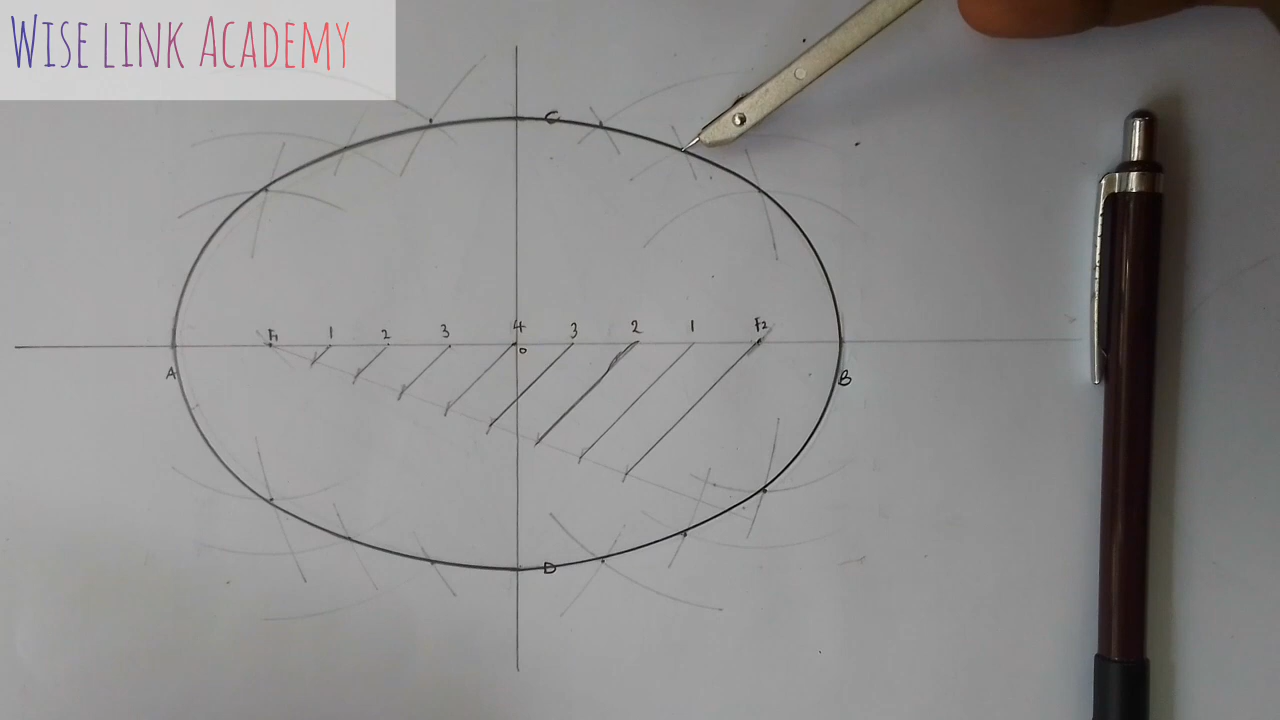 WISE LINK ACADEMY
C
F1 1 2 3 4 3 2 1 F2
O
A B
D